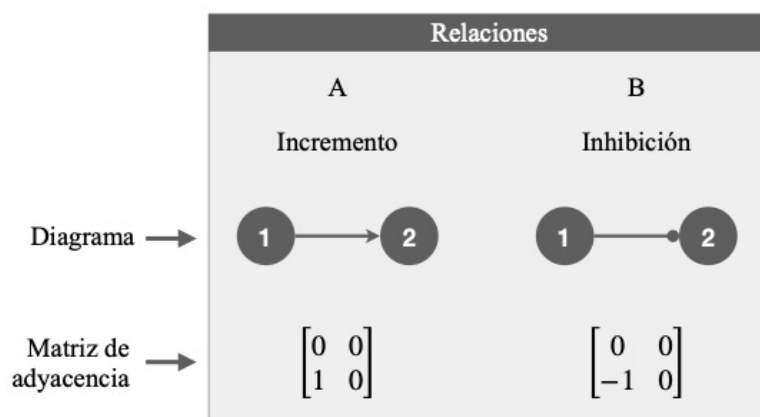 Relaciones
A B
Incremento Inhibición
Diagrama 1 2 1 2
Matriz de
adyacencia
0 0 0 0
1 0 −1 0